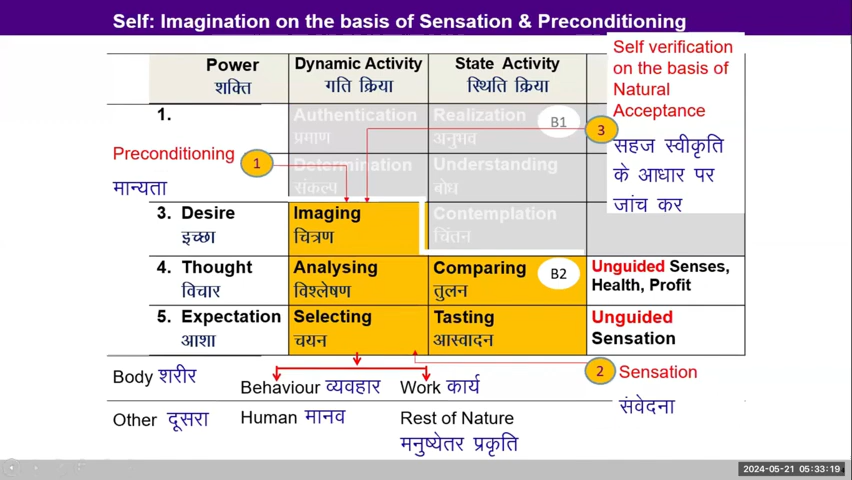 Self: Imagination on the basis of Sensation & Preconditioning
Power
शक्ति
Dynamic Activity
गति क्रिया
State Activity
स्थिति क्रिया
Self verification
on the basis of
Natural
Acceptance
सहज स्वीकृति
के आधार पर
जांच कर
3
1.
Authentication
प्रमाण
Realization
अनुभव
B1
Preconditioning
मान्यता
1
Determination
संकल्प
Understanding
बोध
3. Desire
इच्छा
Imaging
चित्रण
Contemplation
चिंतन
4. Thought
विचार
Analysing
विश्लेषण
Comparing
तुलन
B2
Unguided Senses,
Health, Profit
5. Expectation
आशा
Selecting
चयन
Tasting
आस्वादन
Unguided
Sensation
Body शरीर
Behaviour व्यवहार
Work कार्य
2
Sensation
संवेदना
Other दूसरा
Human मानव
Rest of Nature
मनुष्येतर प्रकृति
2024-05-21 05:33:19